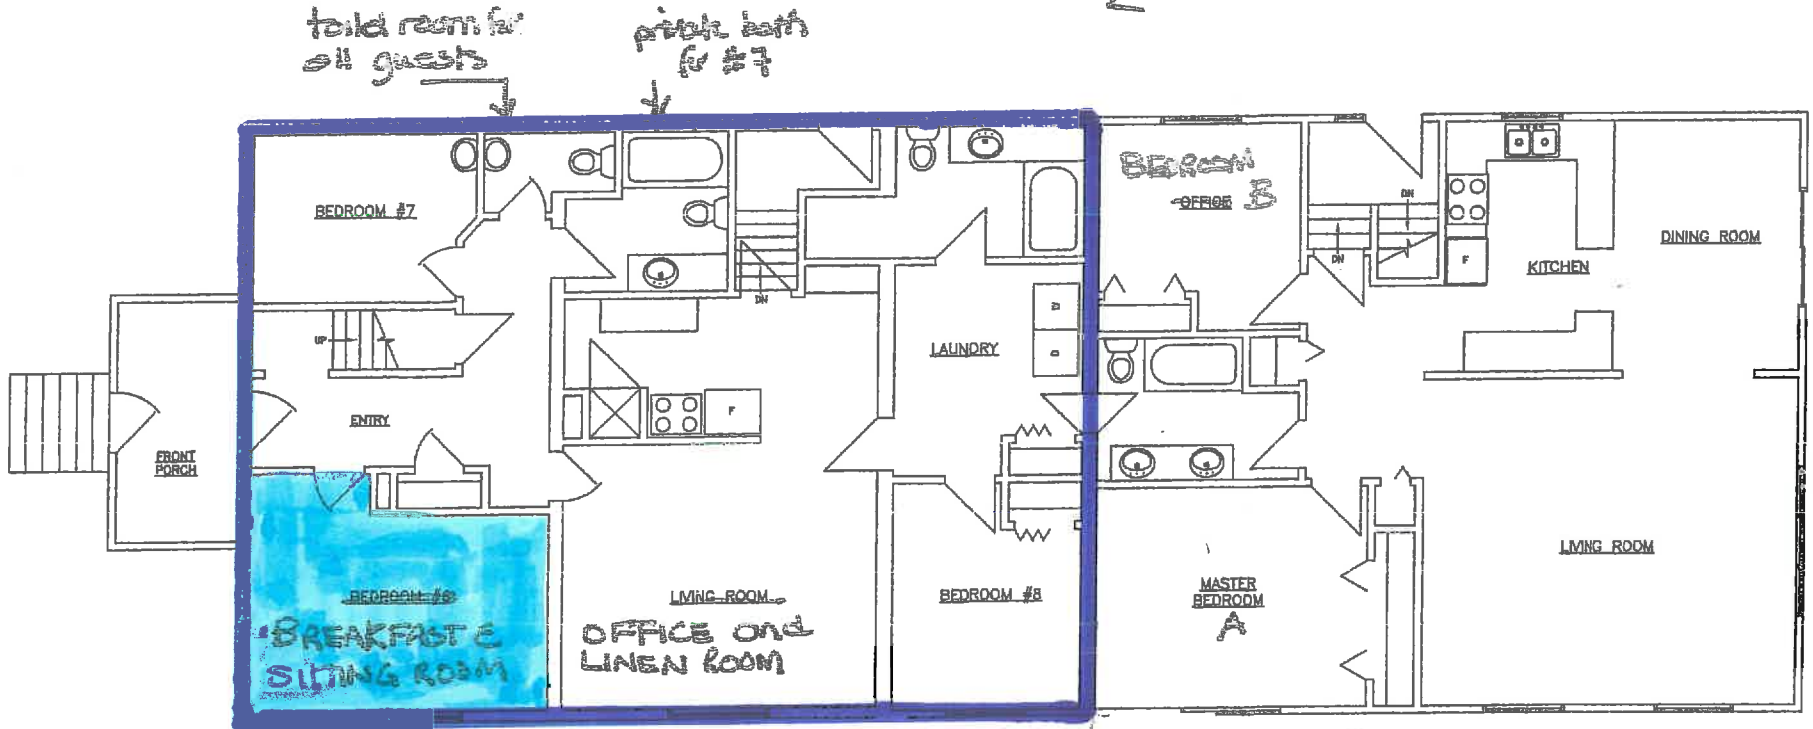 toilet room for
all guests
private bath
for #7
BEDROOM #7
BEDROOM
B
OFFICE
DN
DN
F
KITCHEN
DINING ROOM
DN
UP
LAUNDRY
D
ENTRY
F
FRONT
PORCH
BEDROOM #6
BREAKFAST &
SITTING ROOM
LIVING ROOM
OFFICE and
LINEN ROOM
BEDROOM #8
MASTER
BEDROOM
A
LIVING ROOM